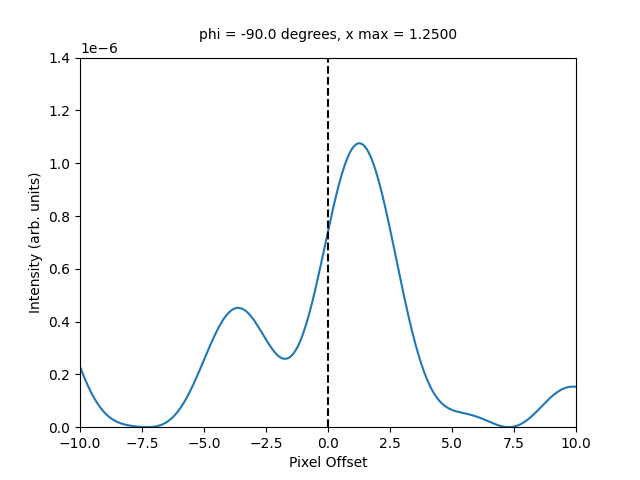 phi = -90.0 degrees, x max = 1.2500
1e−6
1.4
1.2
1.0
0.8
0.6
0.4
0.2
0.0
Intensity (arb. units)
−10.0 −7.5 −5.0 −2.5 0.0 2.5 5.0 7.5 10.0
Pixel Offset